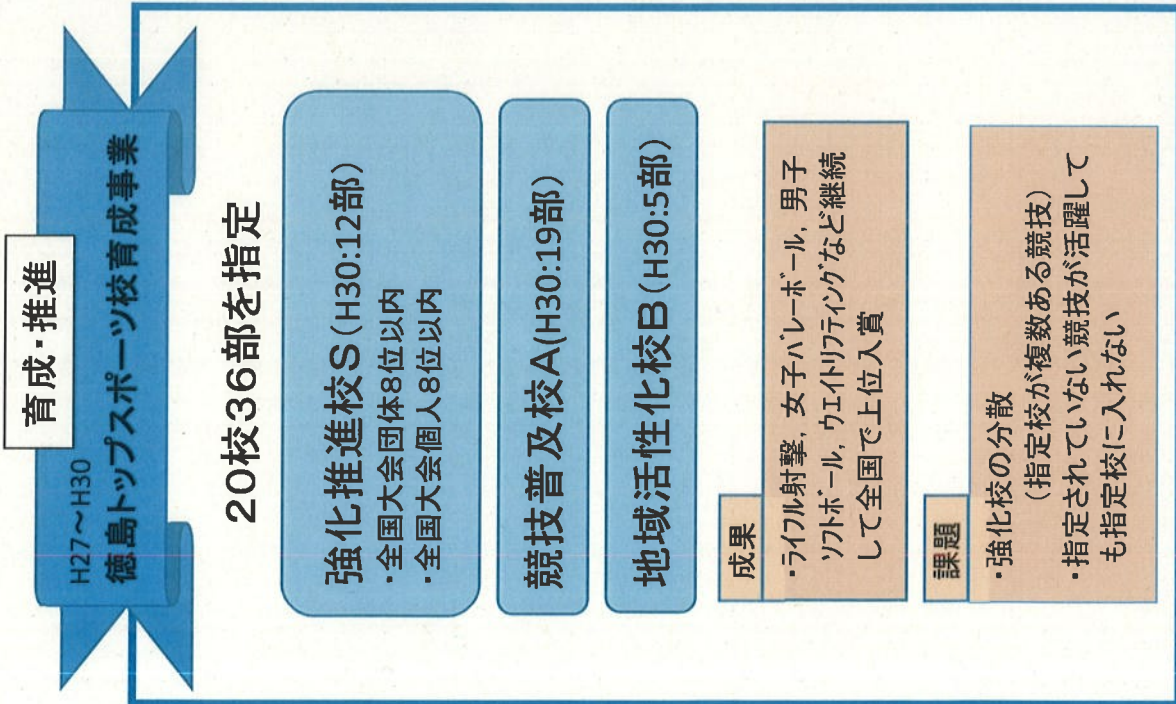 育成・推進
H27～H30
徳島トップスポーツ校育成事業
20校36部を指定
強化推進校S(H30:12部)
・全国大会団体8位以内
・全国大会個人8位以内
競技普及校A(H30:19部)
地域活性化校B(H30:5部)
成果
・ライフル射撃，女子バレーボール，男子
ソフトボール，ウエイトリフティングなど継続
して全国で上位入賞
課題
・強化校の分散
（指定校が複数ある競技）
・指定されていない競技が活躍して
も指定校に入れない